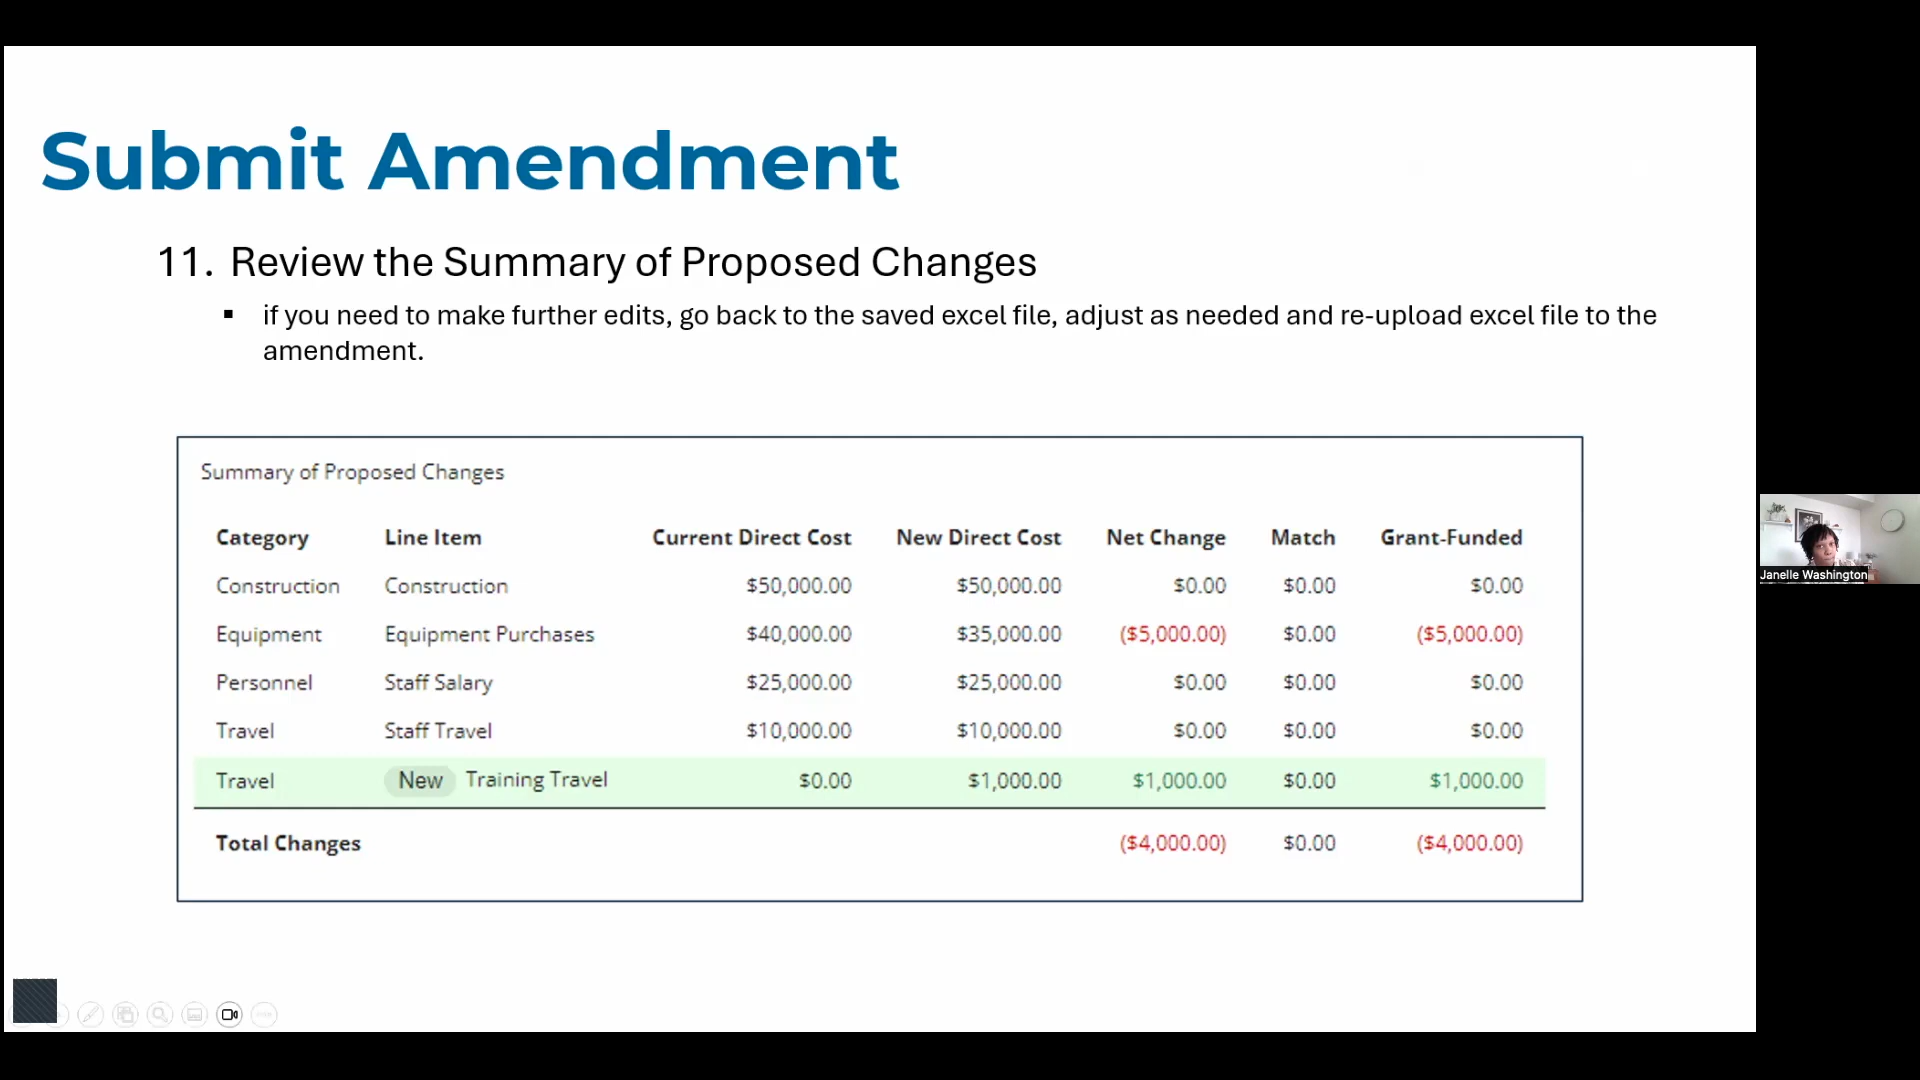 Submit Amendment
11. Review the Summary of Proposed Changes
▪ if you need to make further edits, go back to the saved excel file, adjust as needed and re-upload excel file to the
amendment.
Summary of Proposed Changes
Category Line Item Current Direct Cost New Direct Cost Net Change Match Grant-Funded
Construction Construction $50,000.00 $50,000.00 $0.00 $0.00 $0.00
Equipment Equipment Purchases $40,000.00 $35,000.00 ($5,000.00) $0.00 ($5,000.00)
Personnel Staff Salary $25,000.00 $25,000.00 $0.00 $0.00 $0.00
Travel Staff Travel $10,000.00 $10,000.00 $0.00 $0.00 $0.00
Travel New Training Travel $0.00 $1,000.00 $1,000.00 $0.00 $1,000.00
Total Changes ($4,000.00) $0.00 ($4,000.00)
Janelle Washington